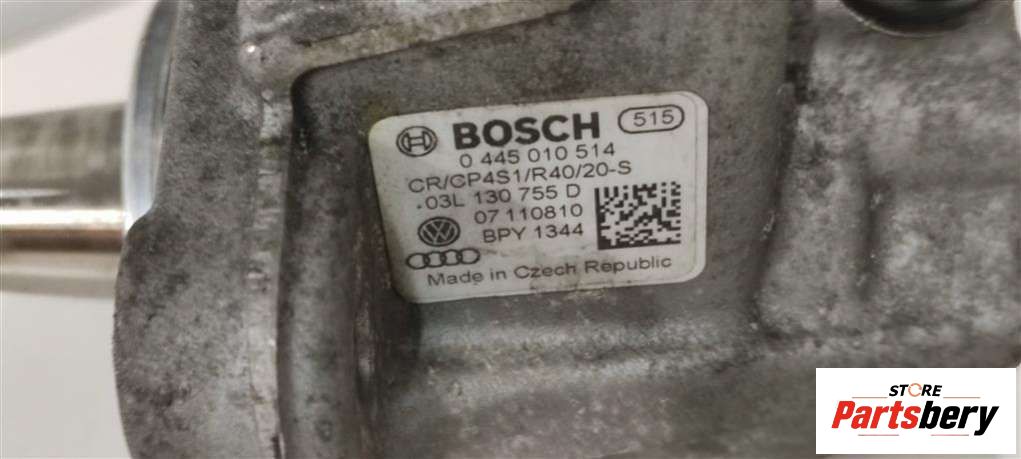 BOSCH 515
0 445 010 514
CR/CP4S1/R40/20-S
.03L 130 755 D
07 110810
BPY 1344
Made in Czech Republic
STORE
Partsbery